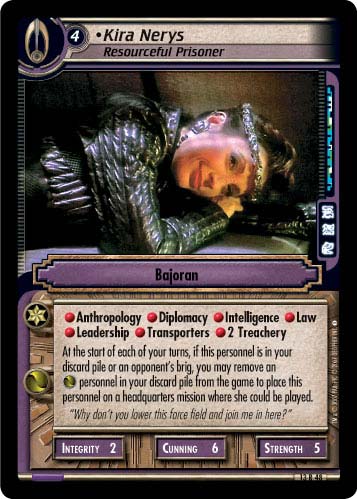 4
•Kira Nerys
Resourceful Prisoner
Bajoran
•Anthropology •Diplomacy •Intelligence •Law
•Leadership •Transporters •2 Treachery
At the start of each of your turns, if this personnel is in your
discard pile or an opponent's brig, you may remove an
personnel in your discard pile from the game to place this
personnel on a headquarters mission where she could be played.
"Why don't you lower this force field and join me in here?"
INTEGRITY 2
CUNNING 6
STRENGTH 5